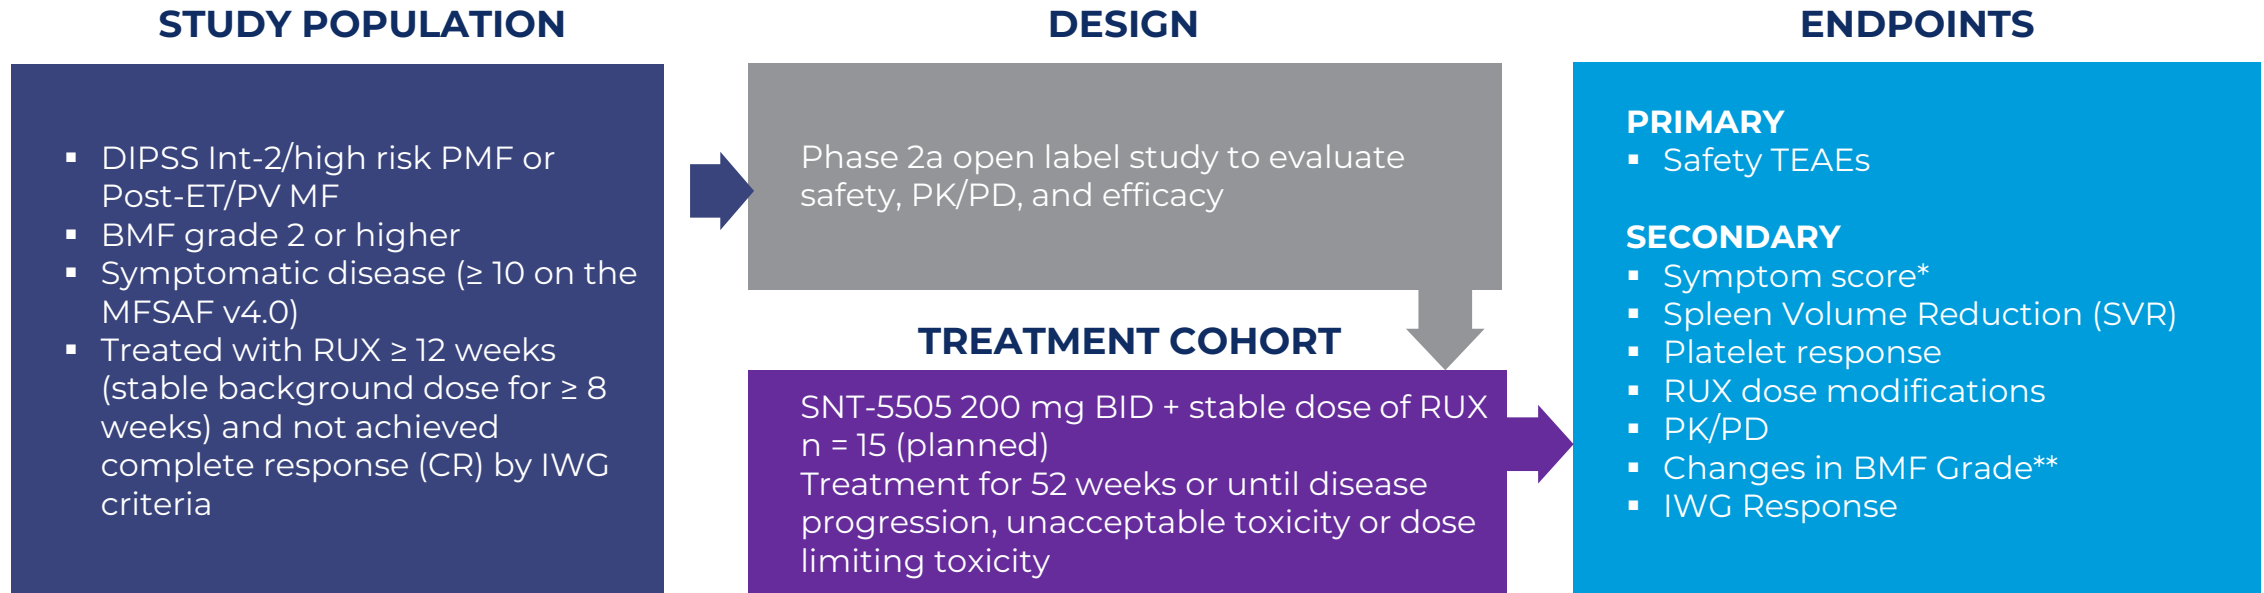 STUDY POPULATION
▪ DIPSS Int-2/high risk PMF or
Post-ET/PV MF
▪ BMF grade 2 or higher
▪ Symptomatic disease (≥ 10 on the
MFSAF v4.0)
▪ Treated with RUX ≥ 12 weeks
(stable background dose for ≥ 8
weeks) and not achieved
complete response (CR) by IWG
criteria
DESIGN
Phase 2a open label study to evaluate
safety, PK/PD, and efficacy
TREATMENT COHORT
SNT-5505 200 mg BID + stable dose of RUX
n = 15 (planned)
Treatment for 52 weeks or until disease
progression, unacceptable toxicity or dose
limiting toxicity
ENDPOINTS
PRIMARY
▪ Safety TEAEs
SECONDARY
▪ Symptom score*
▪ Spleen Volume Reduction (SVR)
▪ Platelet response
▪ RUX dose modifications
▪ PK/PD
▪ Changes in BMF Grade**
▪ IWG Response